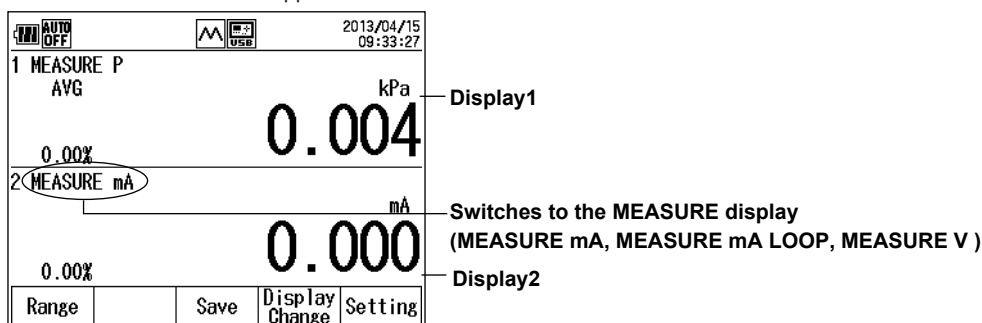 AUTO OFF USB 2013/04/15 09:33:27
1 MEASURE P
AVG kPa
Display1
0.004
0.00%
2 MEASURE mA
mA
Switches to the MEASURE display
(MEASURE mA, MEASURE mA LOOP, MEASURE V )
0.000
0.00%
Display2
Range Save Display Change Setting